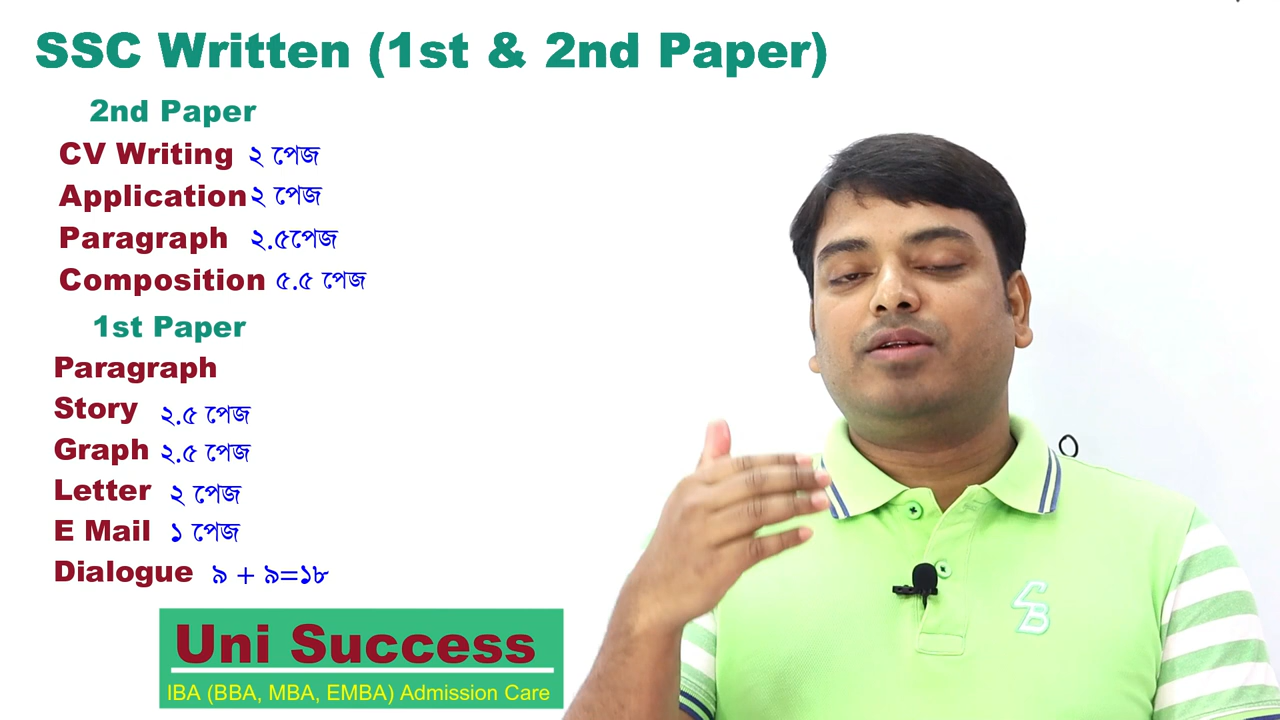 SSC Written (1st & 2nd Paper)
2nd Paper
CV Writing ২ পেজ
Application ২ পেজ
Paragraph ২.৫পেজ
Composition ৫.৫ পেজ
1st Paper
Paragraph
Story ২.৫ পেজ
Graph ২.৫ পেজ
Letter ২ পেজ
E Mail ১ পেজ
Dialogue ৯ + ৯=১৮
Uni Success
IBA (BBA, MBA, EMBA) Admission Care